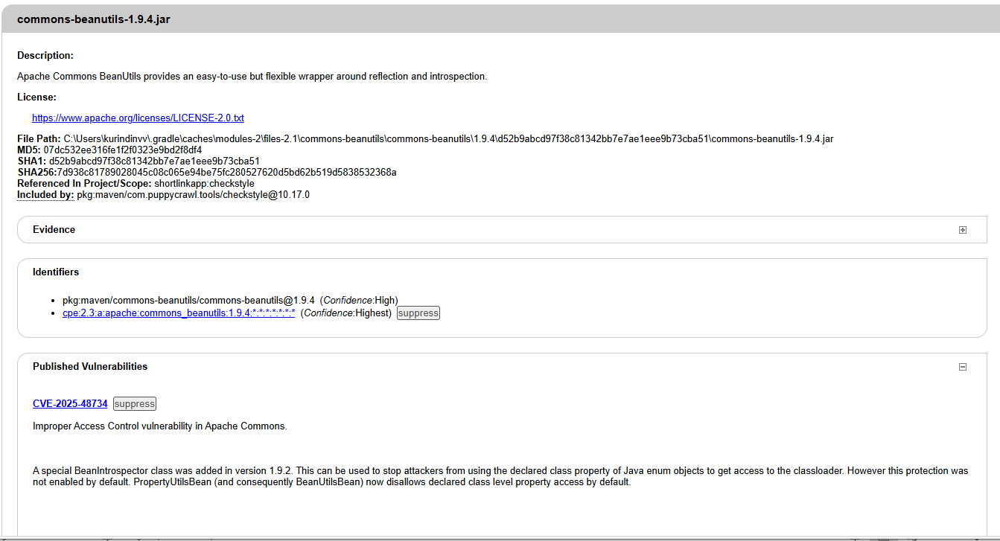 commons-beanutils-1.9.4.jar
Description:
Apache Commons BeanUtils provides an easy-to-use but flexible wrapper around reflection and introspection.
License:
https://www.apache.org/licenses/LICENSE-2.0.txt
File Path: C:\Users\kurindinvv\.gradle\caches\modules-2\files-2.1\commons-beanutils\commons-beanutils\1.9.4\d52b9abcd97f38c81342bb7e7ae1eee9b73cba51\commons-beanutils-1.9.4.jar
MD5: 07dc532ee316fe1f2f0323e9bd2f8df4
SHA1: d52b9abcd97f38c81342bb7e7ae1eee9b73cba51
SHA256:7d938c81789028045c08c065e94be75fc280527620d5bd62b519d5838532368a
Referenced In Project/Scope: shortlinkapp:checkstyle
Included by: pkg:maven/com.puppycrawl.tools/checkstyle@10.17.0
Evidence
Identifiers
• pkg:maven/commons-beanutils/commons-beanutils@1.9.4 (Confidence:High)
• cpe:2.3:a:apache:commons_beanutils:1.9.4:*:*:*:*:*:*:* (Confidence:Highest) suppress
Published Vulnerabilities
CVE-2025-48734 suppress
Improper Access Control vulnerability in Apache Commons.
A special BeanIntrospector class was added in version 1.9.2. This can be used to stop attackers from using the declared class property of Java enum objects to get access to the classloader. However this protection was
not enabled by default. PropertyUtilsBean (and consequently BeanUtilsBean) now disallows declared class level property access by default.